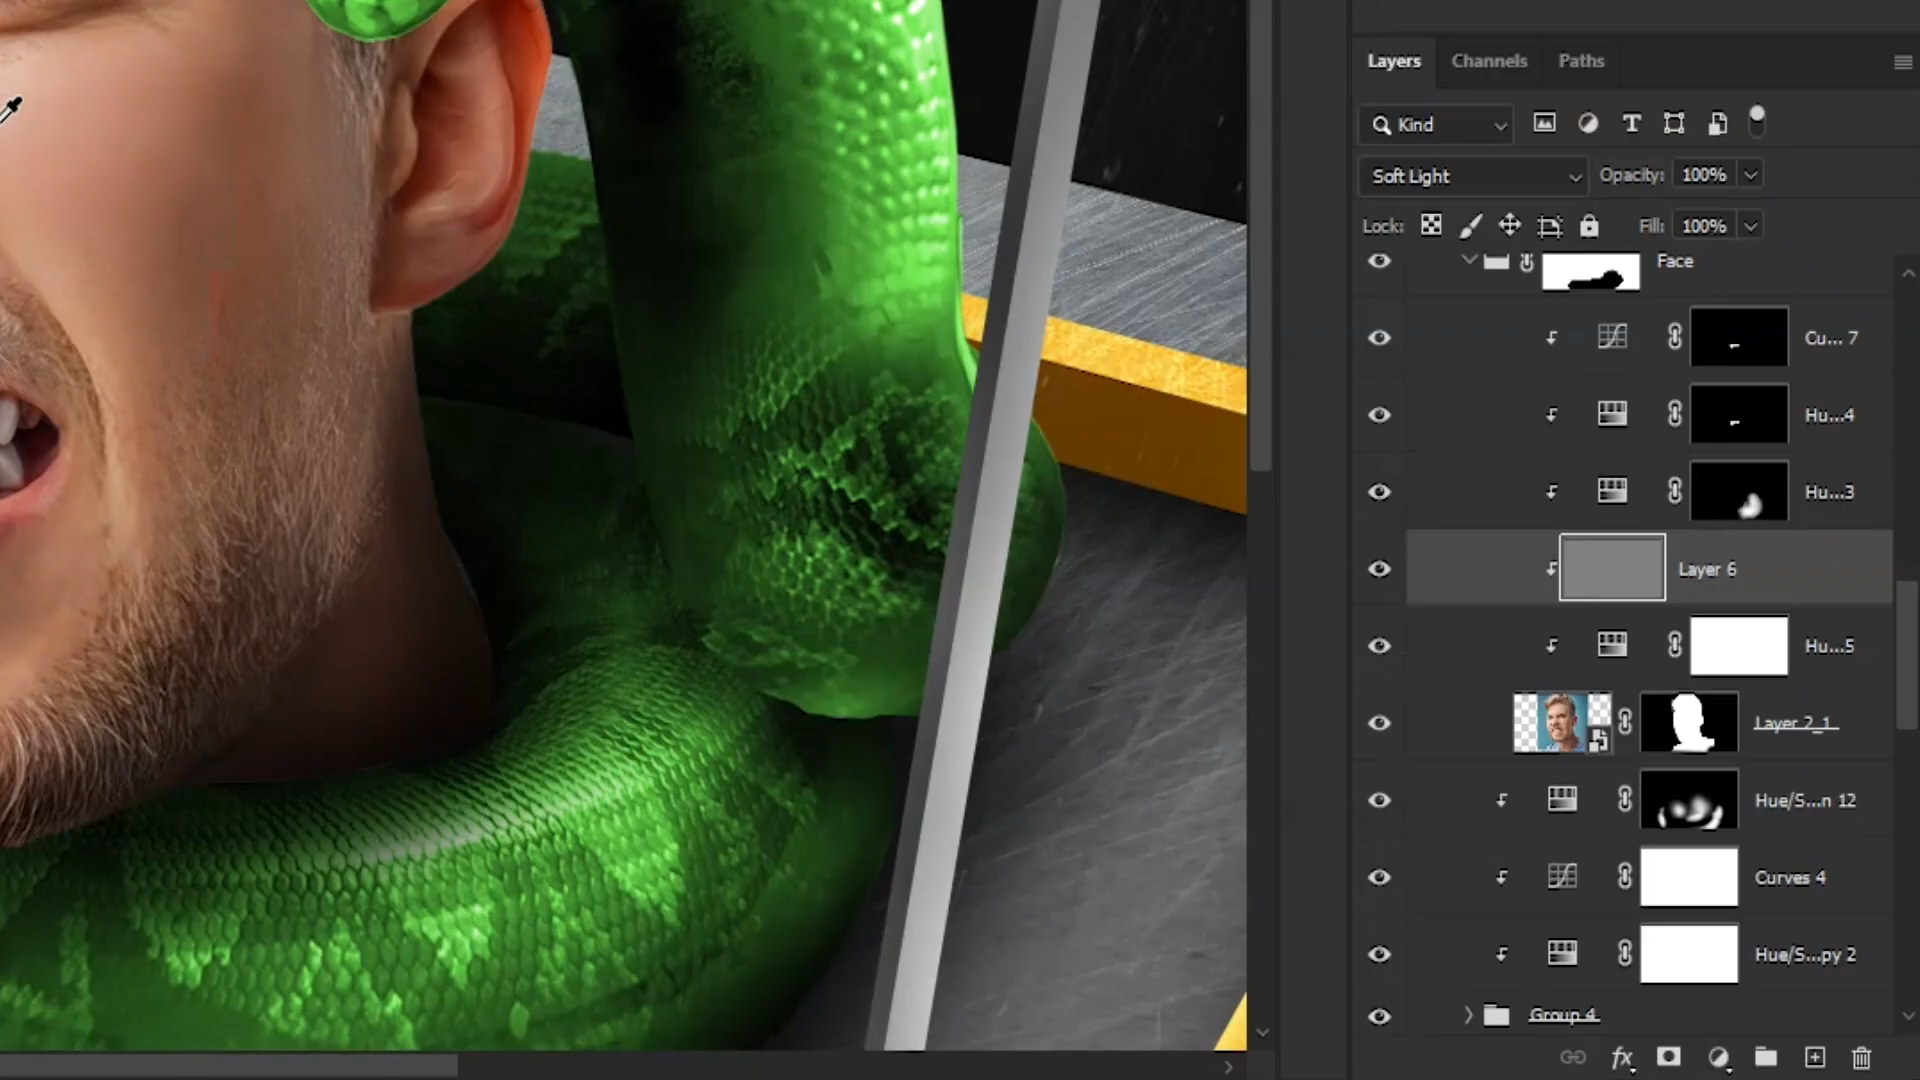 Layers Channels Paths
Kind
Soft Light Opacity: 100%
Lock: Fill: 100%
Face
Cu... 7
Hu...4
Hu...3
Layer 6
Hu...5
Layer 2_1
Hue/S...n 12
Curves 4
Hue/S...py 2
Group 4
fx